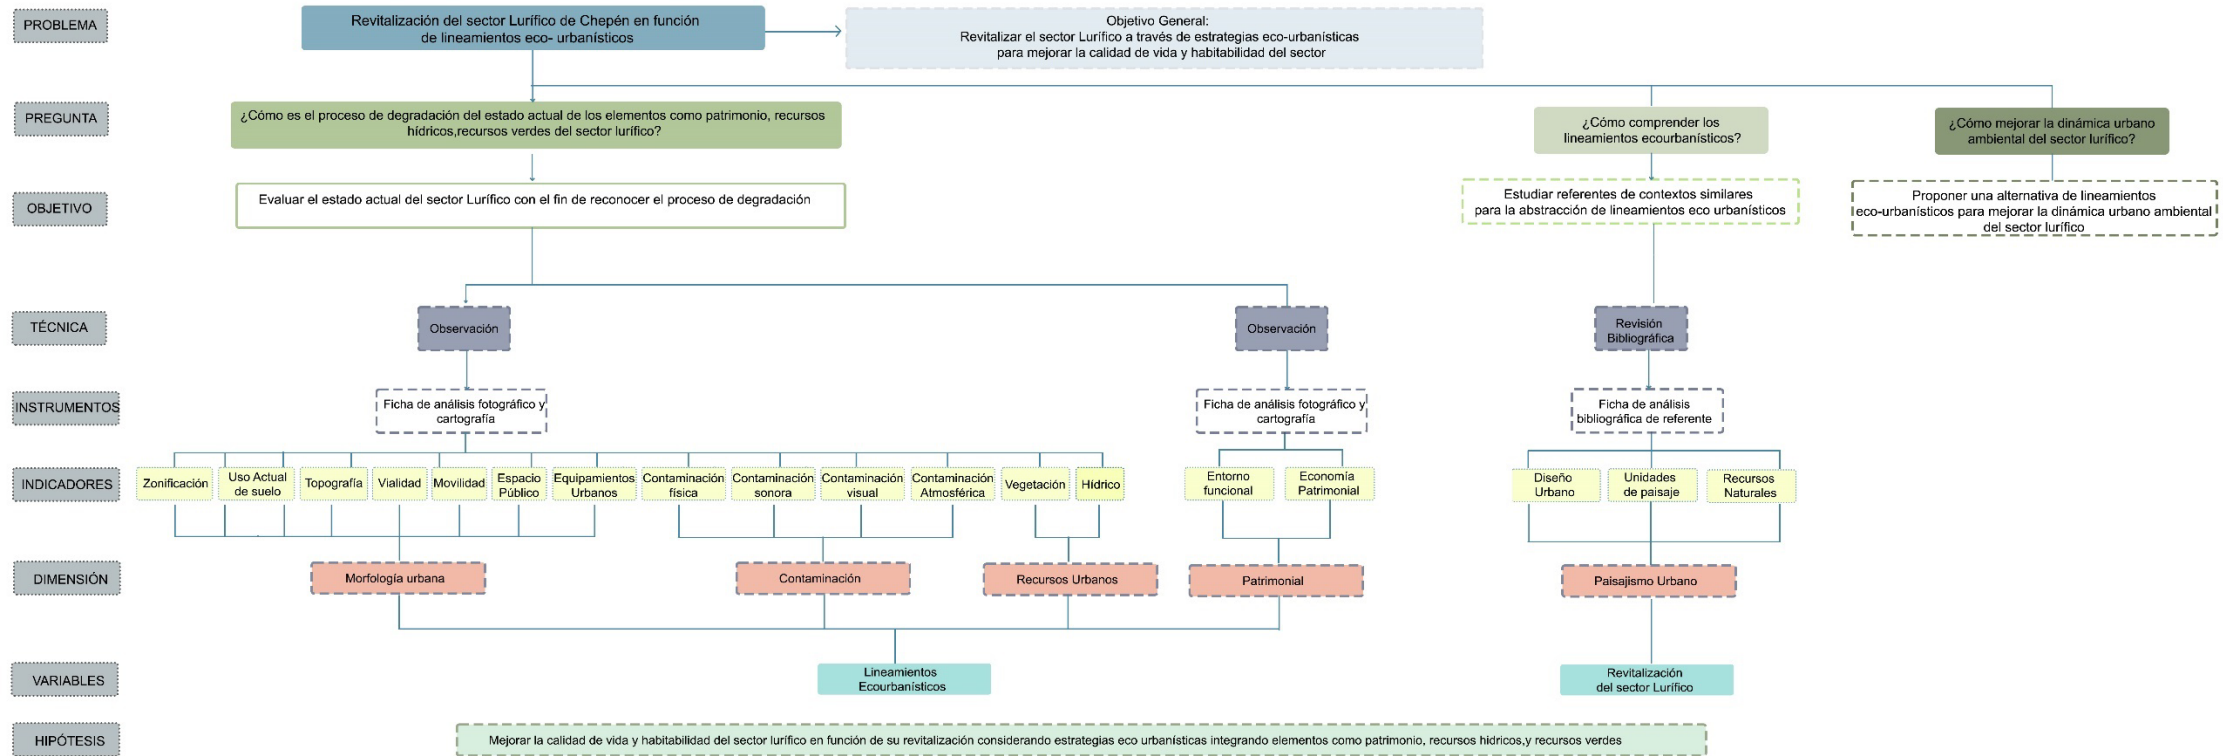 PROBLEMA
Revitalización del sector Lurífico de Chepén en función
de lineamientos eco- urbanísticos
Objetivo General:
Revitalizar el sector Lurífico a través de estrategias eco-urbanísticas
para mejorar la calidad de vida y habitabilidad del sector
PREGUNTA
¿Cómo es el proceso de degradación del estado actual de los elementos como patrimonio, recursos
hídricos,recursos verdes del sector lurífico?
¿Cómo comprender los
lineamientos ecourbanísticos?
¿Cómo mejorar la dinámica urbano
ambiental del sector lurífico?
OBJETIVO
Evaluar el estado actual del sector Lurífico con el fin de reconocer el proceso de degradación
Estudiar referentes de contextos similares
para la abstracción de lineamientos eco urbanísticos
Proponer una alternativa de lineamientos
eco-urbanísticos para mejorar la dinámica urbano ambiental
del sector lurífico
TÉCNICA
Observación
Observación
Revisión
Bibliográfica
INSTRUMENTOS
Ficha de análisis fotográfico y
cartografía
Ficha de análisis fotográfico y
cartografía
Ficha de análisis
bibliográfica de referente
INDICADORES
Zonificación
Uso Actual
de suelo
Topografía
Vialidad
Movilidad
Espacio
Público
Equipamientos
Urbanos
Contaminación
física
Contaminación
sonora
Contaminación
visual
Contaminación
Atmosférica
Vegetación
Hídrico
Entorno
funcional
Economía
Patrimonial
Diseño
Urbano
Unidades
de paisaje
Recursos
Naturales
DIMENSIÓN
Morfología urbana
Contaminación
Recursos Urbanos
Patrimonial
Paisajismo Urbano
VARIABLES
Lineamientos
Ecourbanísticos
Revitalización
del sector Lurífico
HIPÓTESIS
Mejorar la calidad de vida y habitabilidad del sector lurífico en función de su revitalización considerando estrategias eco urbanísticas integrando elementos como patrimonio, recursos hidricos,y recursos verdes